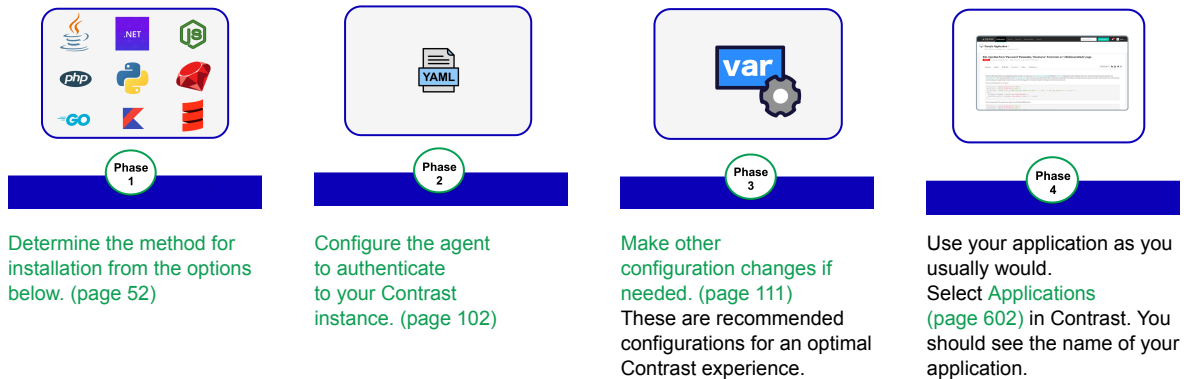 .NET
JS
php
GO
YAML
var
Phase
1
Phase
2
Phase
3
Phase
4
Determine the method for
installation from the options
below. (page 52)
Configure the agent
to authenticate
to your Contrast
instance. (page 102)
Make other
configuration changes if
needed. (page 111)
These are recommended
configurations for an optimal
Contrast experience.
Use your application as you
usually would.
Select Applications
(page 602) in Contrast. You
should see the name of your
application.